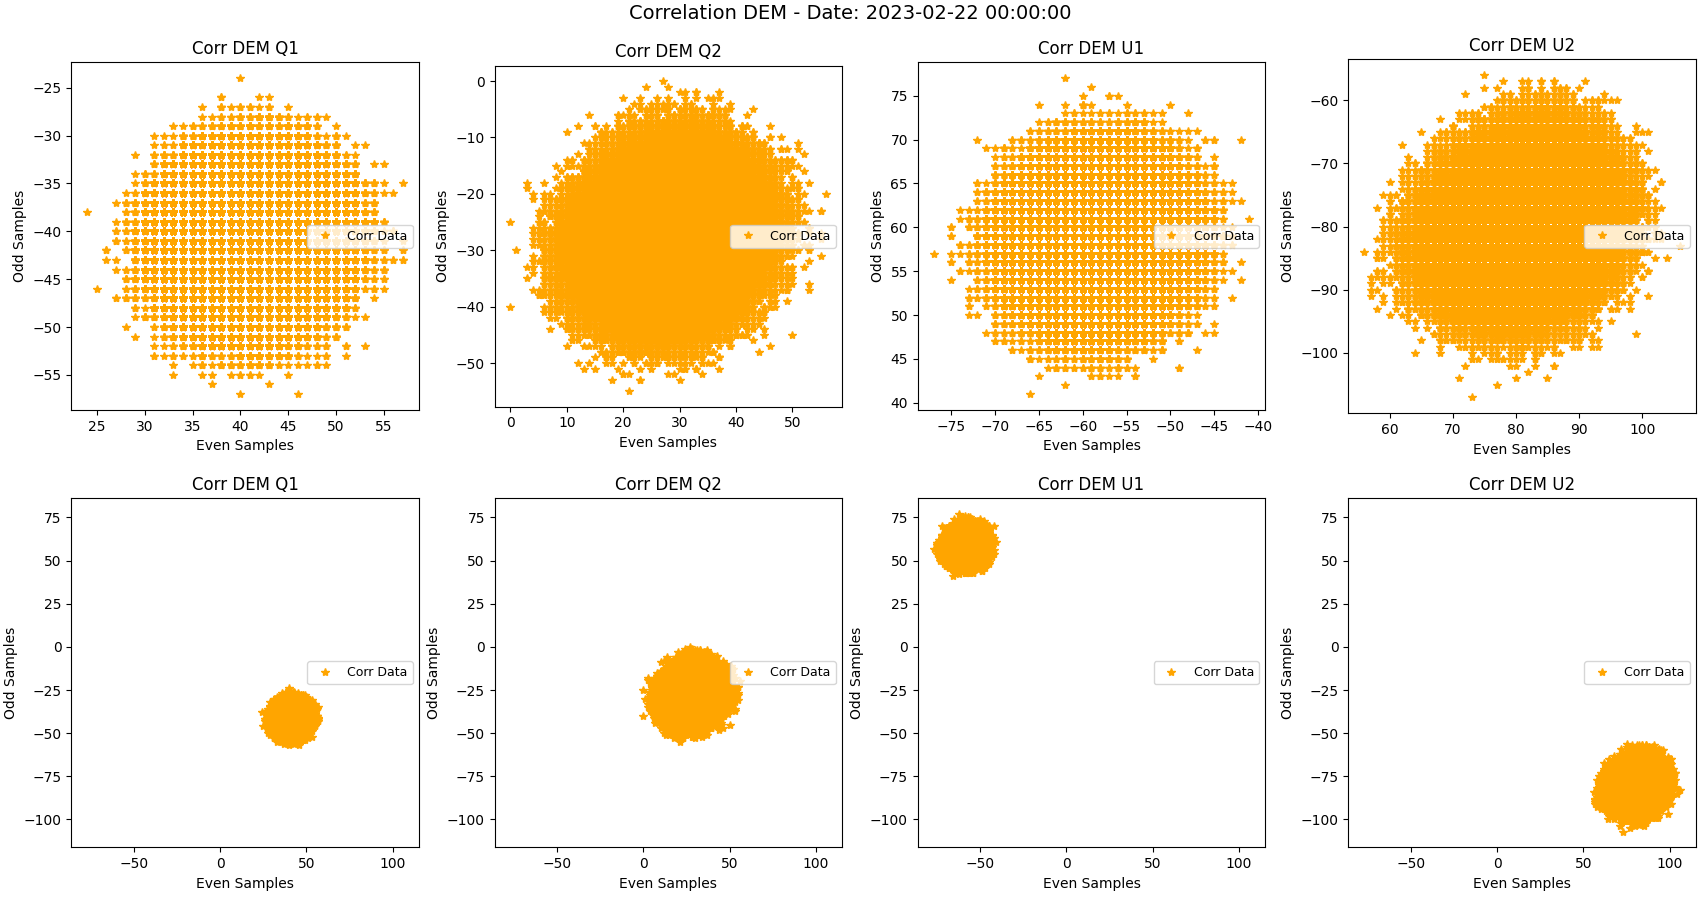 Correlation DEM - Date: 2023-02-22 00:00:00
Corr DEM Q1
Corr DEM Q2
Corr DEM U1
Corr DEM U2
Odd Samples
−25
−30
−35
−40
−45
−50
−55
25 30 35 40 45 50 55
Even Samples
Corr Data
Odd Samples
0
−10
−20
−30
−40
−50
0 10 20 30 40 50
Even Samples
Corr Data
Odd Samples
75
70
65
60
55
50
45
40
−75 −70 −65 −60 −55 −50 −45 −40
Even Samples
Corr Data
Odd Samples
−60
−70
−80
−90
−100
60 70 80 90 100
Even Samples
Corr Data
Corr DEM Q1
Corr DEM Q2
Corr DEM U1
Corr DEM U2
Odd Samples
75
50
25
0
−25
−50
−75
−100
−50 0 50 100
Even Samples
Corr Data
Odd Samples
75
50
25
0
−25
−50
−75
−100
−50 0 50 100
Even Samples
Corr Data
Odd Samples
75
50
25
0
−25
−50
−75
−100
−50 0 50 100
Even Samples
Corr Data
Odd Samples
75
50
25
0
−25
−50
−75
−100
−50 0 50 100
Even Samples
Corr Data